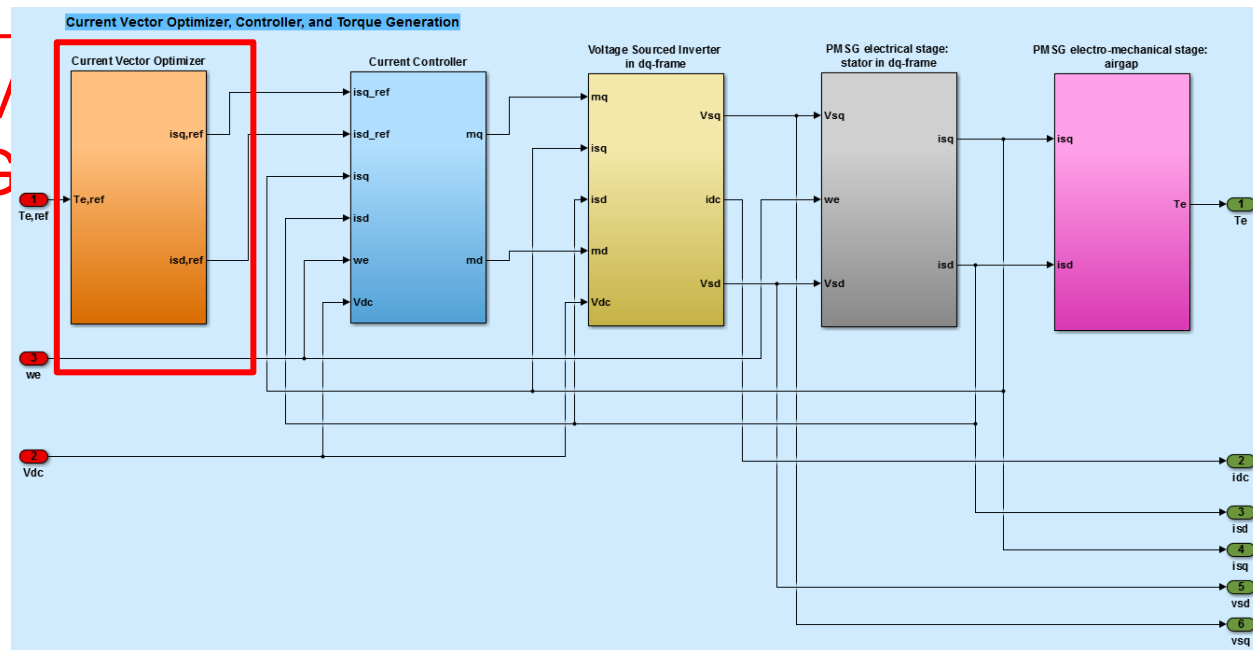 Current Vector Optimizer, Controller, and Torque Generation
Current Vector Optimizer
isq,ref
Te,ref
isd,ref
Current Controller
isq_ref
isd_ref
isq
isd
we
Vdc
mq
md
Voltage Sourced Inverter
in dq-frame
mq
isq
isd
md
Vdc
Vsq
idc
Vsd
PMSG electrical stage:
stator in dq-frame
Vsq
we
Vsd
isq
isd
PMSG electro-mechanical stage:
airgap
isq
isd
Te
1
Te,ref
3
we
2
Vdc
1
Te
2
idc
3
isd
4
isq
5
vsd
6
vsq